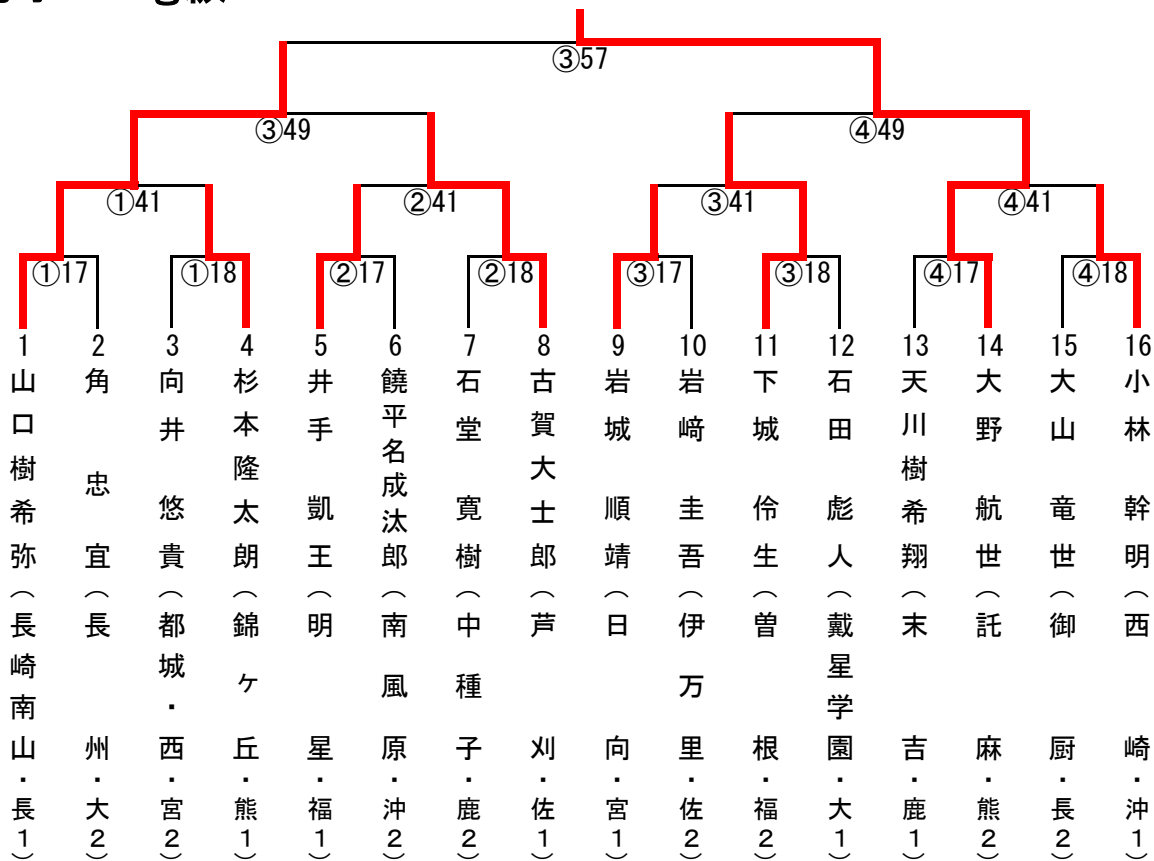 ③57
③49
④49
①41
②41
③41
④41
①17
①18
②17
②18
③17
③18
④17
④18
1
2
3
4
5
6
7
8
9
10
11
12
13
14
15
16
山口樹希弥（長崎南山・長1）
角 忠宜（長州・大2）
向井 悠貴（都城・西・宮2）
杉本隆太朗（錦ヶ丘・熊1）
井手 凱王（明星・福1）
饒平名成汰郎（南風原・沖2）
石堂 寛樹（中種子・鹿2）
古賀大士郎（芦刈・佐1）
岩城 順靖（日向・宮1）
岩﨑 圭吾（伊万里・佐2）
下城 伶生（曽根・福2）
石田 彪人（戴星学園・大1）
天川樹希翔（末吉・鹿1）
大野 航世（託麻・熊2）
大山 竜世（御厨・長2）
小林 幹明（西崎・沖1）